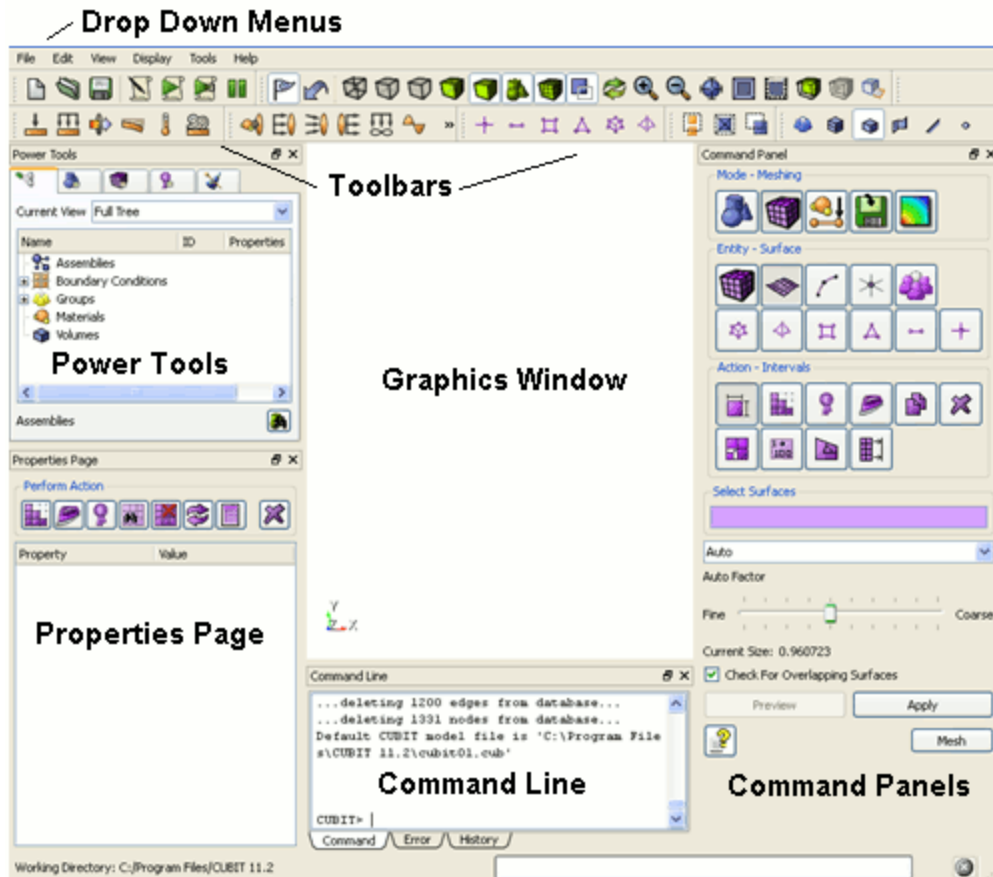 Drop Down Menus
File Edit View Display Tools Help
Toolbars
Power Tools
Current View Full Tree
Name ID Properties
Assemblies
Boundary Conditions
Groups
Materials
Volumes
Power Tools
Assemblies
Properties Page
Perform Action
Property Value
Properties Page
Graphics Window
Y
Z X
Command Line
...deleting 1200 edges from database...
...deleting 1331 nodes from database...
Default CUBIT model file is 'C:\Program File
s\CUBIT 11.2\cubit01.cub'
Command Line
CUBIT>
Command Error History
Command Panel
Mode - Meshing
Entity - Surface
Action - Intervals
Select Surfaces
Auto
Auto Factor
Fine Coarse
Current Size: 0.960723
Check For Overlapping Surfaces
Preview Apply
Mesh
Command Panels
Working Directory: C:/Program Files/CUBIT 11.2